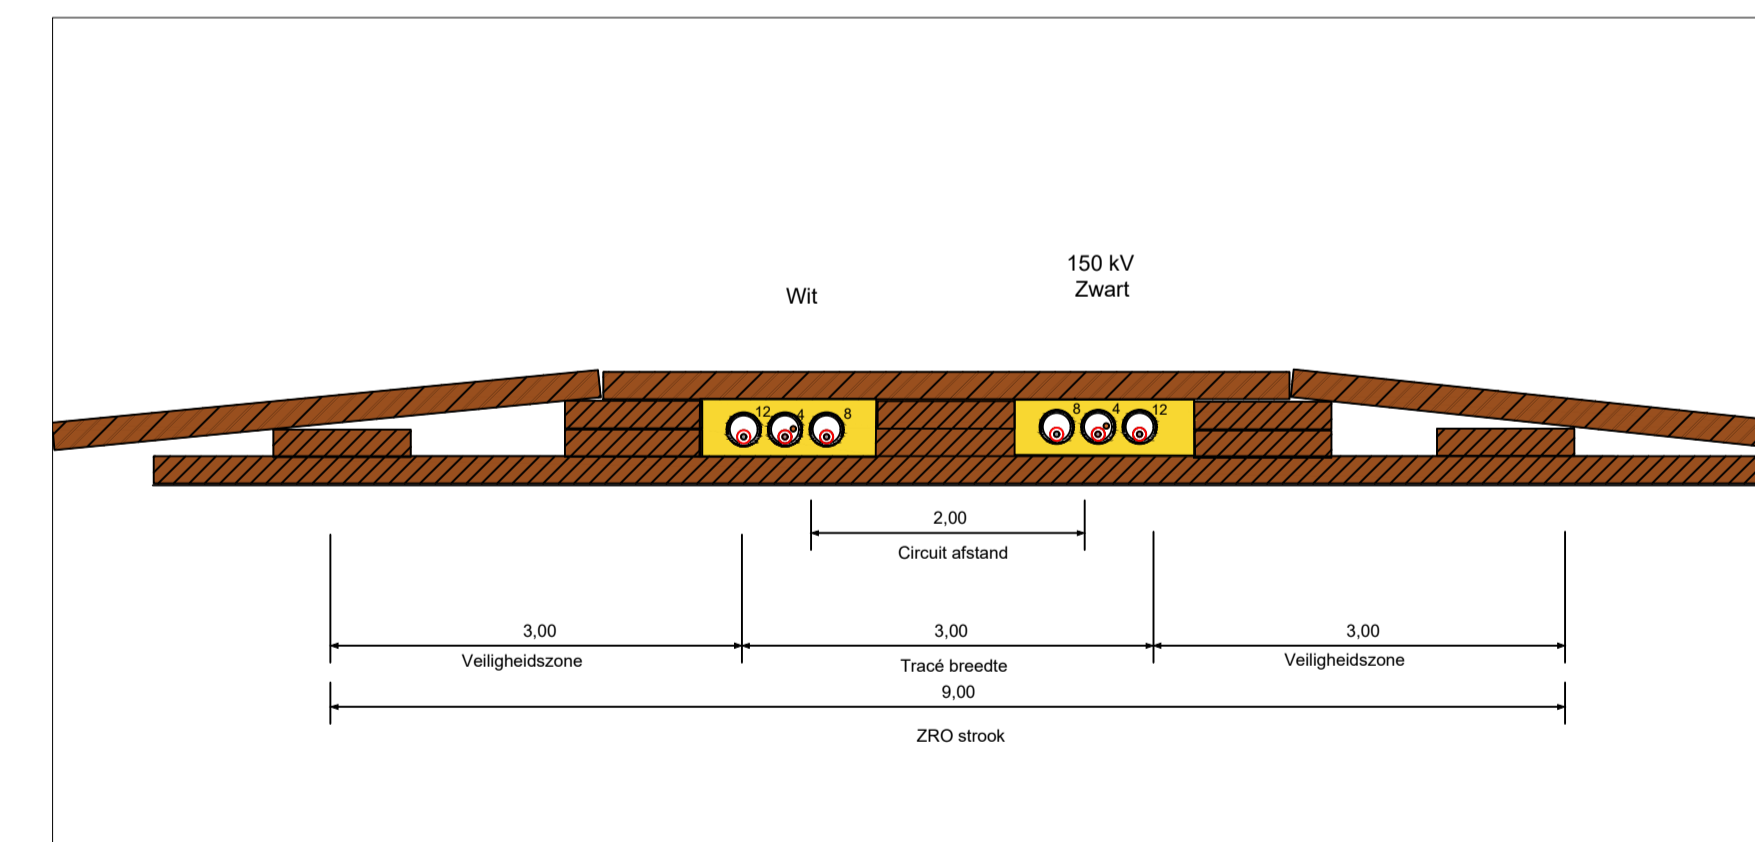 150 kV
Zwart
Wit
12 4 8
8 4 12
2,00
Circuit afstand
3,00 3,00 3,00
Veiligheidszone Tracé breedte Veiligheidszone
9,00
ZRO strook